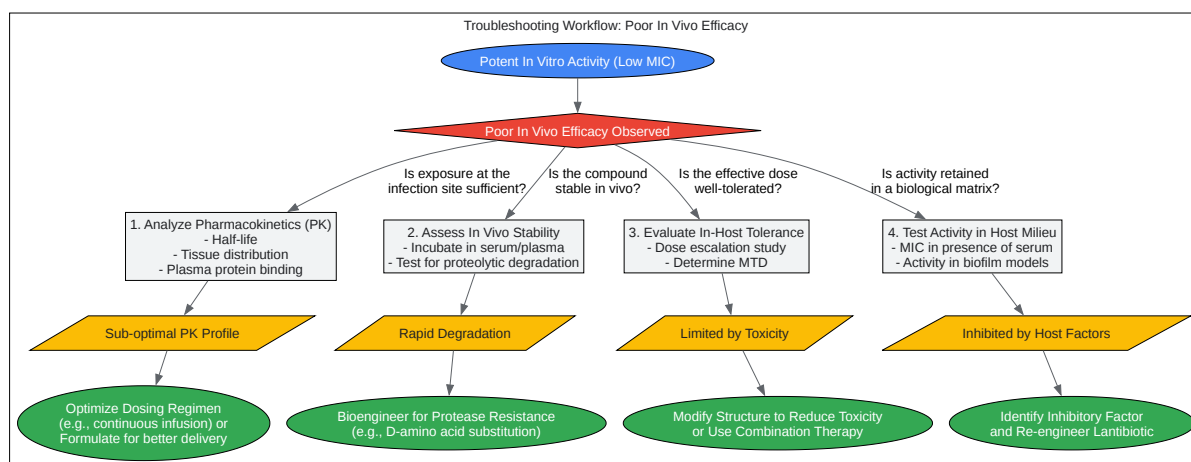 Troubleshooting Workflow: Poor In Vivo Efficacy
Potent In Vitro Activity (Low MIC)
Poor In Vivo Efficacy Observed
Is exposure at the
infection site sufficient?
Is the compound
stable in vivo?
Is the effective dose
well-tolerated?
Is activity retained
in a biological matrix?
1. Analyze Pharmacokinetics (PK)
- Half-life
- Tissue distribution
- Plasma protein binding
2. Assess In Vivo Stability
- Incubate in serum/plasma
- Test for proteolytic degradation
3. Evaluate In-Host Tolerance
- Dose escalation study
- Determine MTD
4. Test Activity in Host Milieu
- MIC in presence of serum
- Activity in biofilm models
Sub-optimal PK Profile
Rapid Degradation
Limited by Toxicity
Inhibited by Host Factors
Optimize Dosing Regimen
(e.g., continuous infusion) or
Formulate for better delivery
Bioengineer for Protease Resistance
(e.g., D-amino acid substitution)
Modify Structure to Reduce Toxicity
or Use Combination Therapy
Identify Inhibitory Factor
and Re-engineer Lantibiotic